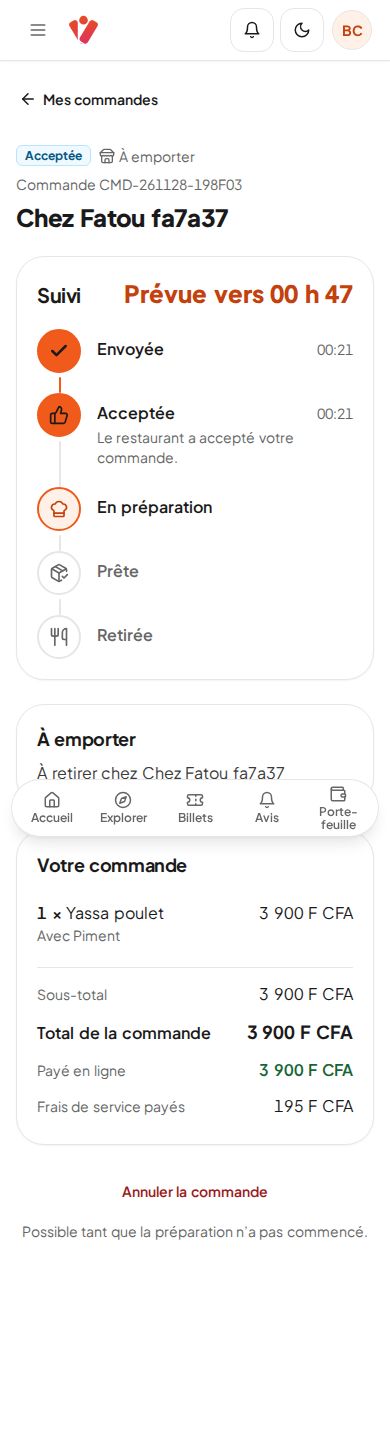 BC
Mes commandes
Acceptée À emporter
Commande CMD-261128-198F03
Chez Fatou fa7a37
Suivi Prévue vers 00 h 47
Envoyée 00:21
Acceptée 00:21
Le restaurant a accepté votre
commande.
En préparation
Prête
Retirée
À emporter
À retirer chez Chez Fatou fa7a37
Accueil Explorer Billets Avis Porte-
feuille
Votre commande
1 × Yassa poulet 3 900 F CFA
Avec Piment
Sous-total 3 900 F CFA
Total de la commande 3 900 F CFA
Payé en ligne 3 900 F CFA
Frais de service payés 195 F CFA
Annuler la commande
Possible tant que la préparation n’a pas commencé.